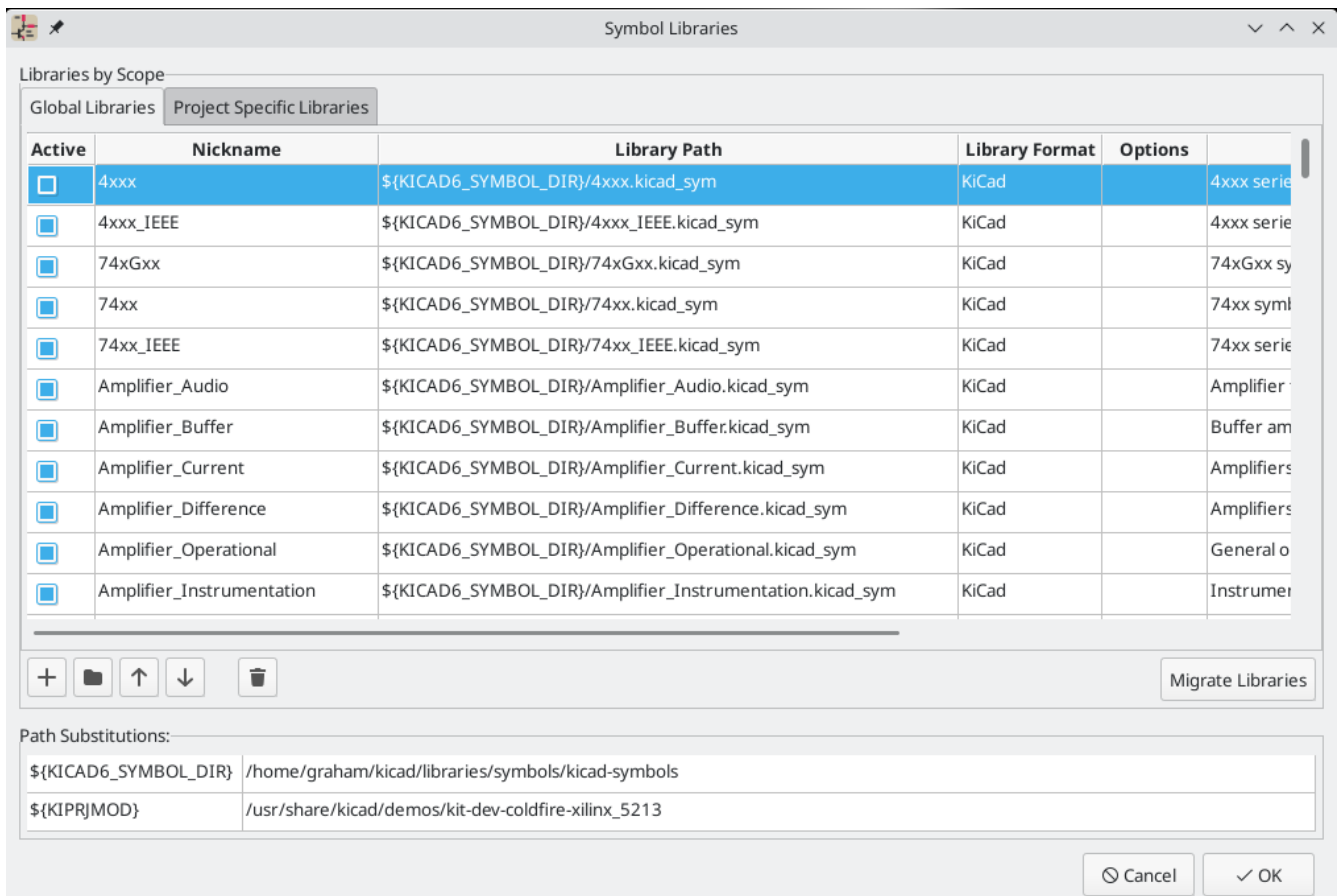 Symbol Libraries
Libraries by Scope
Global Libraries Project Specific Libraries
Active Nickname Library Path Library Format Options
4xxx ${KICAD6_SYMBOL_DIR}/4xxx.kicad_sym KiCad 4xxx serie
4xxx_IEEE ${KICAD6_SYMBOL_DIR}/4xxx_IEEE.kicad_sym KiCad 4xxx serie
74xGxx ${KICAD6_SYMBOL_DIR}/74xGxx.kicad_sym KiCad 74xGxx sy
74xx ${KICAD6_SYMBOL_DIR}/74xx.kicad_sym KiCad 74xx symb
74xx_IEEE ${KICAD6_SYMBOL_DIR}/74xx_IEEE.kicad_sym KiCad 74xx serie
Amplifier_Audio ${KICAD6_SYMBOL_DIR}/Amplifier_Audio.kicad_sym KiCad Amplifier
Amplifier_Buffer ${KICAD6_SYMBOL_DIR}/Amplifier_Buffer.kicad_sym KiCad Buffer am
Amplifier_Current ${KICAD6_SYMBOL_DIR}/Amplifier_Current.kicad_sym KiCad Amplifiers
Amplifier_Difference ${KICAD6_SYMBOL_DIR}/Amplifier_Difference.kicad_sym KiCad Amplifiers
Amplifier_Operational ${KICAD6_SYMBOL_DIR}/Amplifier_Operational.kicad_sym KiCad General o
Amplifier_Instrumentation ${KICAD6_SYMBOL_DIR}/Amplifier_Instrumentation.kicad_sym KiCad Instrumen
Migrate Libraries
Path Substitutions:
${KICAD6_SYMBOL_DIR} /home/graham/kicad/libraries/symbols/kicad-symbols
${KIPRJMOD} /usr/share/kicad/demos/kit-dev-coldfire-xilinx_5213
Cancel OK